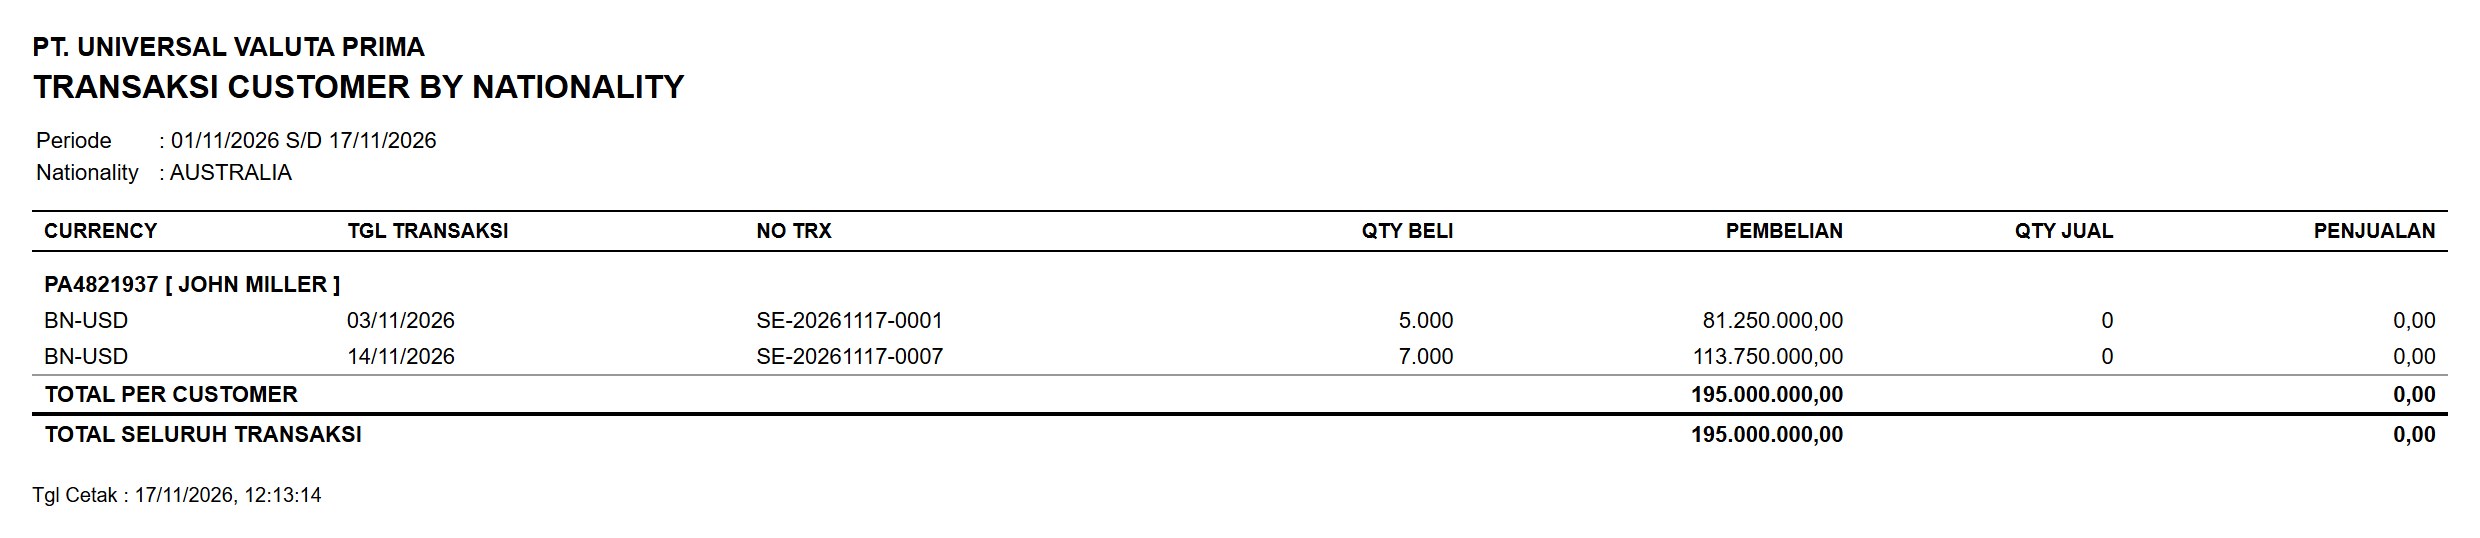 PT. UNIVERSAL VALUTA PRIMA
TRANSAKSI CUSTOMER BY NATIONALITY
Periode : 01/11/2026 S/D 17/11/2026
Nationality : AUSTRALIA
CURRENCY TGL TRANSAKSI NO TRX QTY BELI PEMBELIAN QTY JUAL PENJUALAN
PA4821937 [ JOHN MILLER ]
BN-USD 03/11/2026 SE-20261117-0001 5.000 81.250.000,00 0 0,00
BN-USD 14/11/2026 SE-20261117-0007 7.000 113.750.000,00 0 0,00
TOTAL PER CUSTOMER 195.000.000,00 0,00
TOTAL SELURUH TRANSAKSI 195.000.000,00 0,00
Tgl Cetak : 17/11/2026, 12:13:14